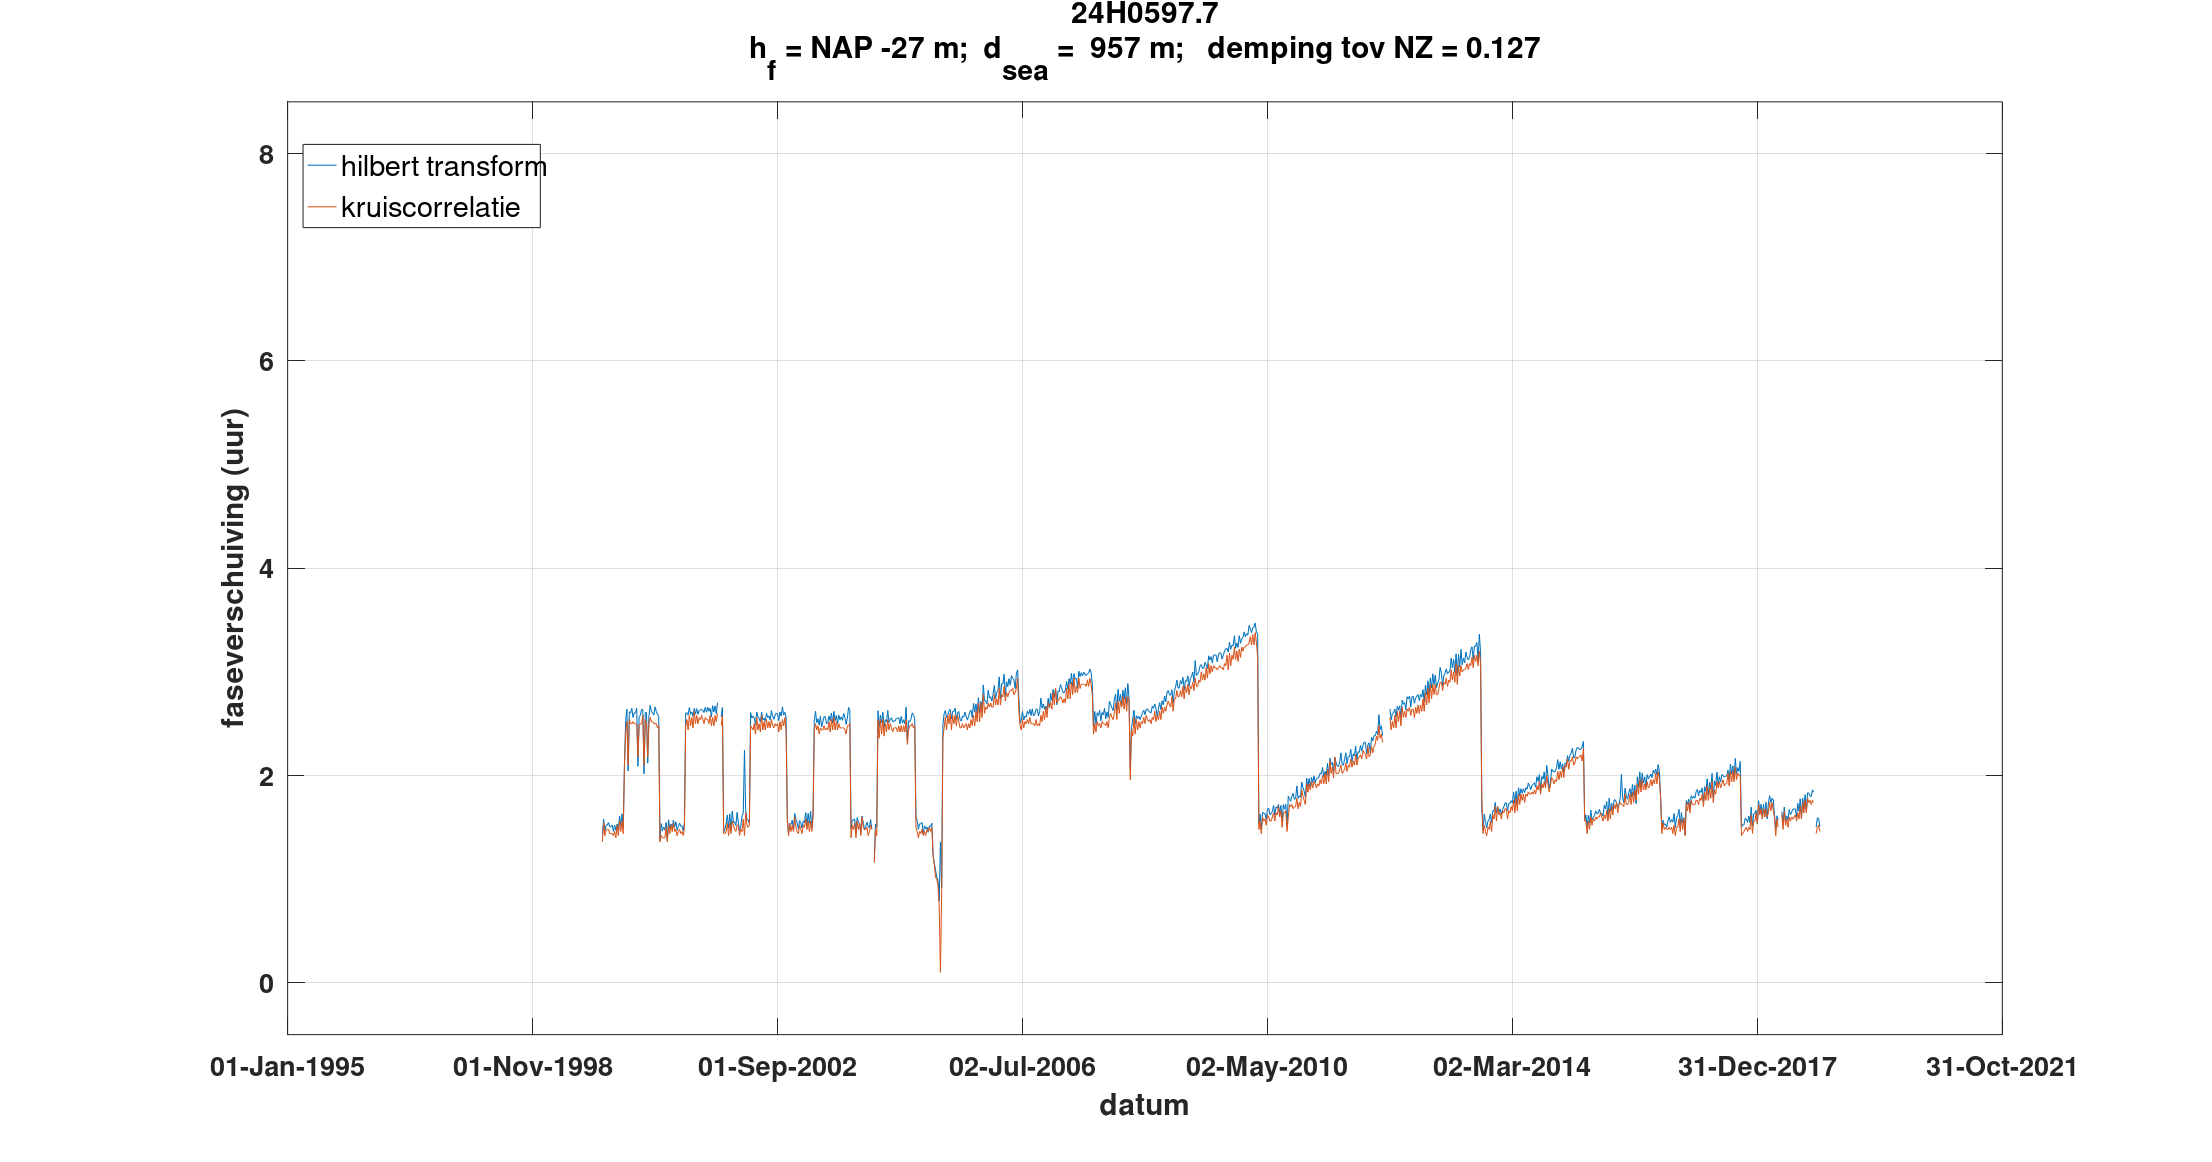 24H0597.7
hf = NAP -27 m; dsea = 957 m; demping tov NZ = 0.127
hilbert transform
kruiscorrelatie
faseverschuiving (uur)
8
6
4
2
0
01-Jan-1995 01-Nov-1998 01-Sep-2002 02-Jul-2006 02-May-2010 02-Mar-2014 31-Dec-2017 31-Oct-2021
datum